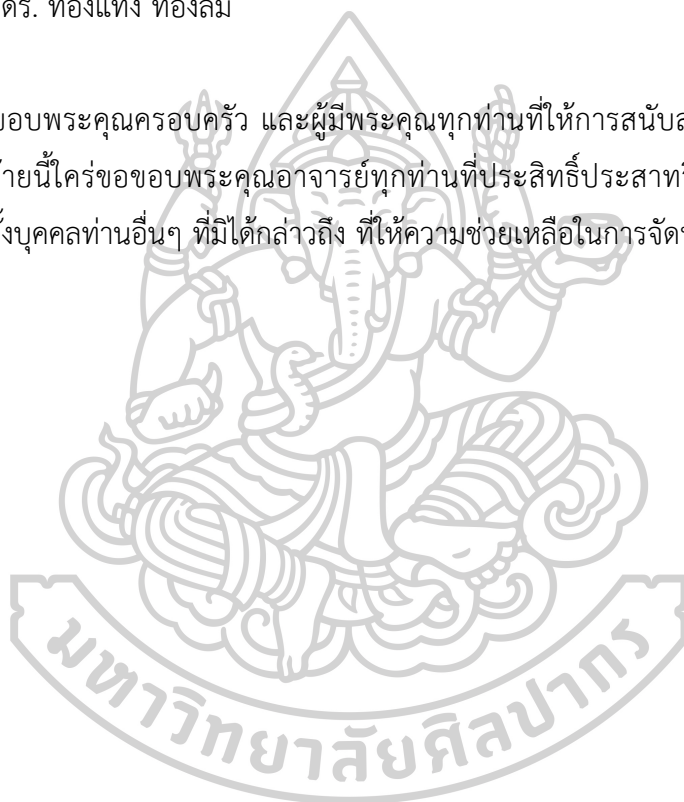 ดร. ทองแท่ง ทองลิ่ม
ขอบพระคุณครอบครัว และผู้มีพระคุณทุกท่านที่ให้การสนับส
ายนี้ใคร่ขอขอบพระคุณอาจารย์ทุกท่านที่ประสิทธิ์ประสาทวิ
ั้งบุคคลท่านอื่นๆ ที่มิได้กล่าวถึง ที่ให้ความช่วยเหลือในการจัด
มหาวิทยาลัยศิลปากร